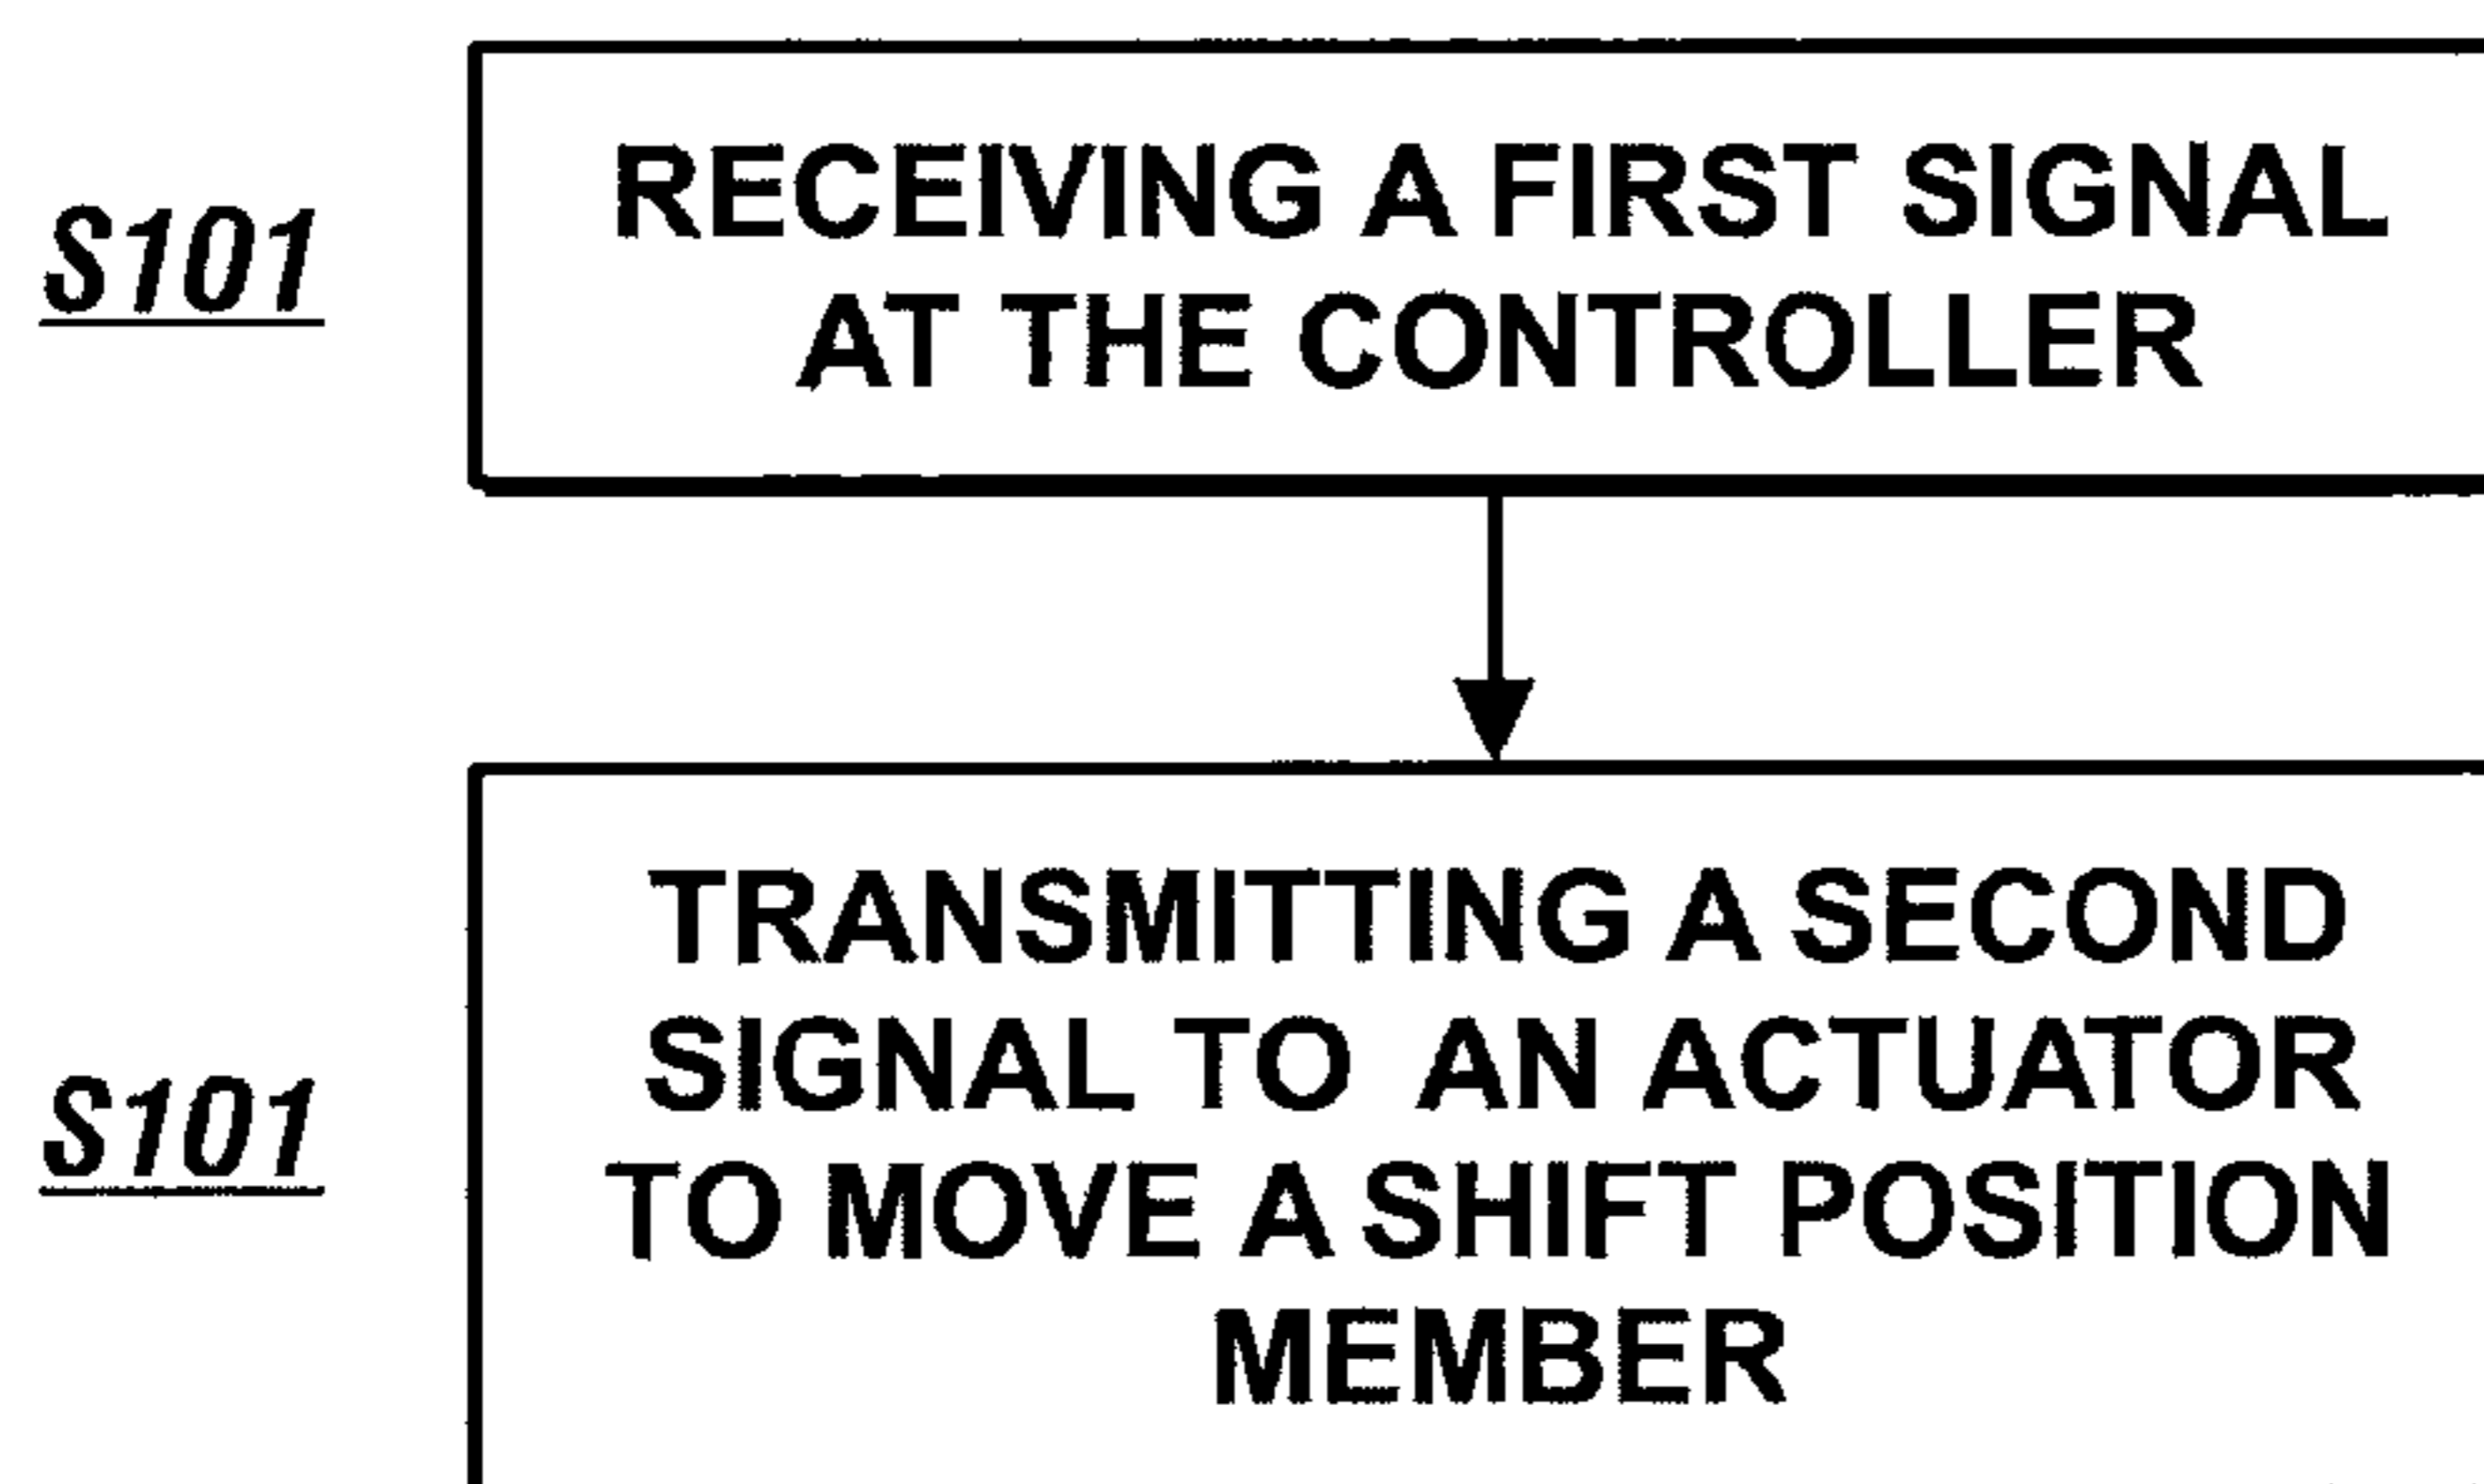 S101
RECEIVING A FIRST SIGNAL
AT THE CONTROLLER
S101
TRANSMITTING A SECOND
SIGNAL TO AN ACTUATOR
TO MOVE A SHIFT POSITION
MEMBER